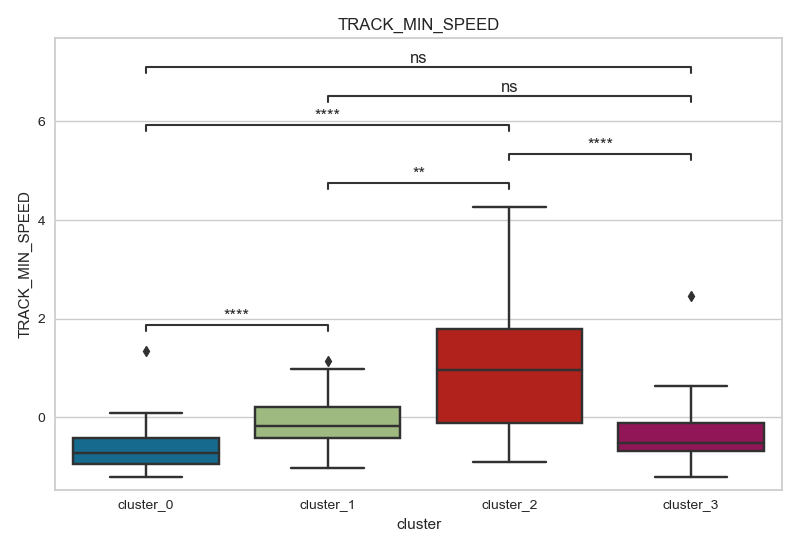 TRACK_MIN_SPEED
ns
ns
****
****
**
****
TRACK_MIN_SPEED
6
4
2
0
cluster_0
cluster_1
cluster_2
cluster_3
cluster